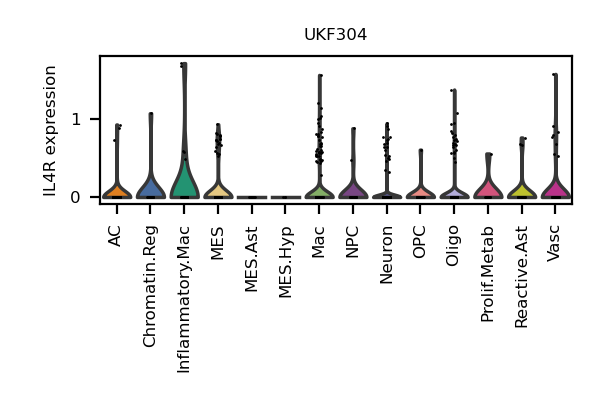 UKF304
IL4R expression
1
0
AC
Chromatin.Reg
Inflammatory.Mac
MES
MES.Ast
MES.Hyp
Mac
NPC
Neuron
OPC
Oligo
Prolif.Metab
Reactive.Ast
Vasc